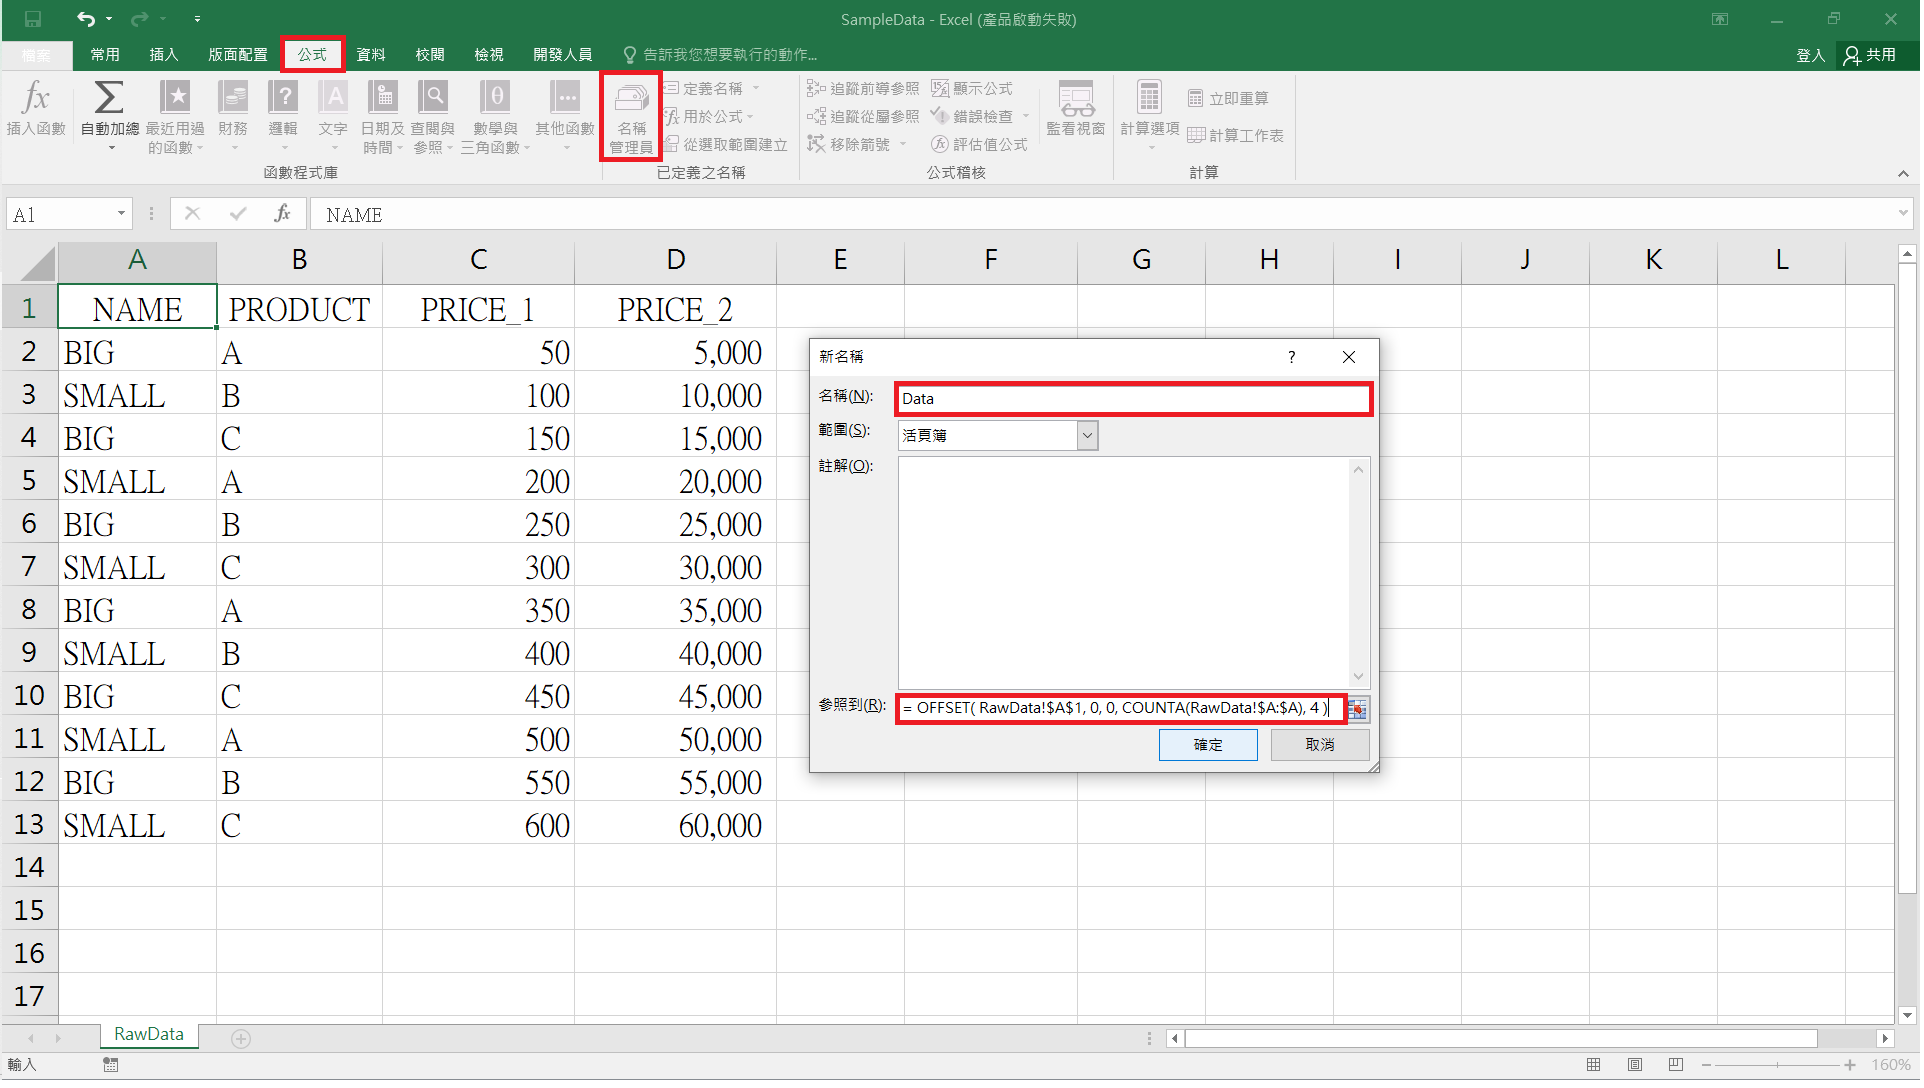 SampleData - Excel (產品啟動失敗)
檔案 常用 插入 版面配置 公式 資料 校閱 檢視 開發人員 告訴我您想要執行的動作... 登入 共用
插入函數
自動加總
最近用過
的函數
財務
邏輯
文字
日期及
時間
查閱與
參照
數學與
三角函數
其他函數
函數程式庫
名稱
管理員
定義名稱
用於公式
從選取範圍建立
已定義之名稱
追蹤前導參照
追蹤從屬參照
移除箭號
顯示公式
錯誤檢查
評估值公式
公式稽核
監看視窗
計算選項
立即重算
計算工作表
計算
A1 fx NAME
A B C D E F G H I J K L
1 NAME PRODUCT PRICE_1 PRICE_2
2 BIG A 50 5,000
3 SMALL B 100 10,000
4 BIG C 150 15,000
5 SMALL A 200 20,000
6 BIG B 250 25,000
7 SMALL C 300 30,000
8 BIG A 350 35,000
9 SMALL B 400 40,000
10 BIG C 450 45,000
11 SMALL A 500 50,000
12 BIG B 550 55,000
13 SMALL C 600 60,000
14
15
16
17
新名稱 ?
名稱(N): Data
範圍(S): 活頁簿
註解(O):
參照到(R): = OFFSET( RawData!$A$1, 0, 0, COUNTA(RawData!$A:$A), 4 )
確定 取消
RawData
輸入 160%